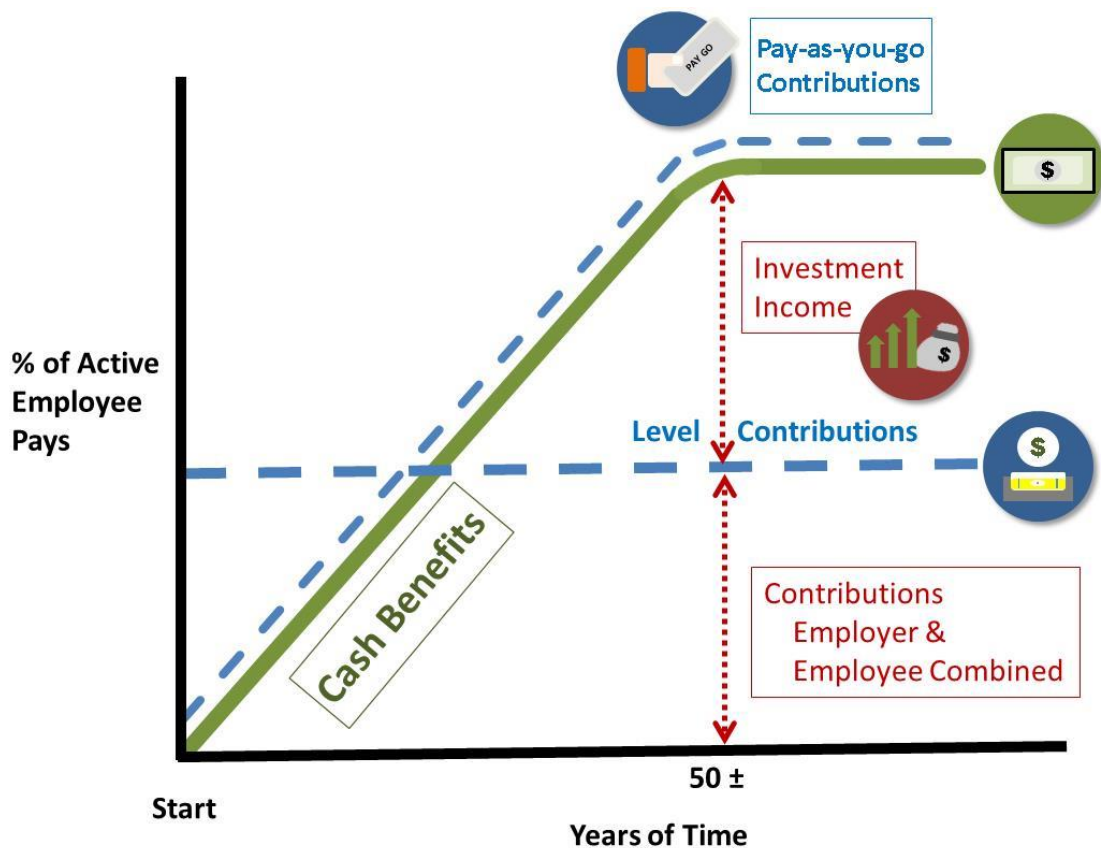 PAY GO
Pay-as-you-go
Contributions
$
Investment
Income
$
% of Active
Employee
Pays
Level Contributions
$
Cash Benefits
Contributions
Employer &
Employee Combined
50 ±
Start
Years of Time